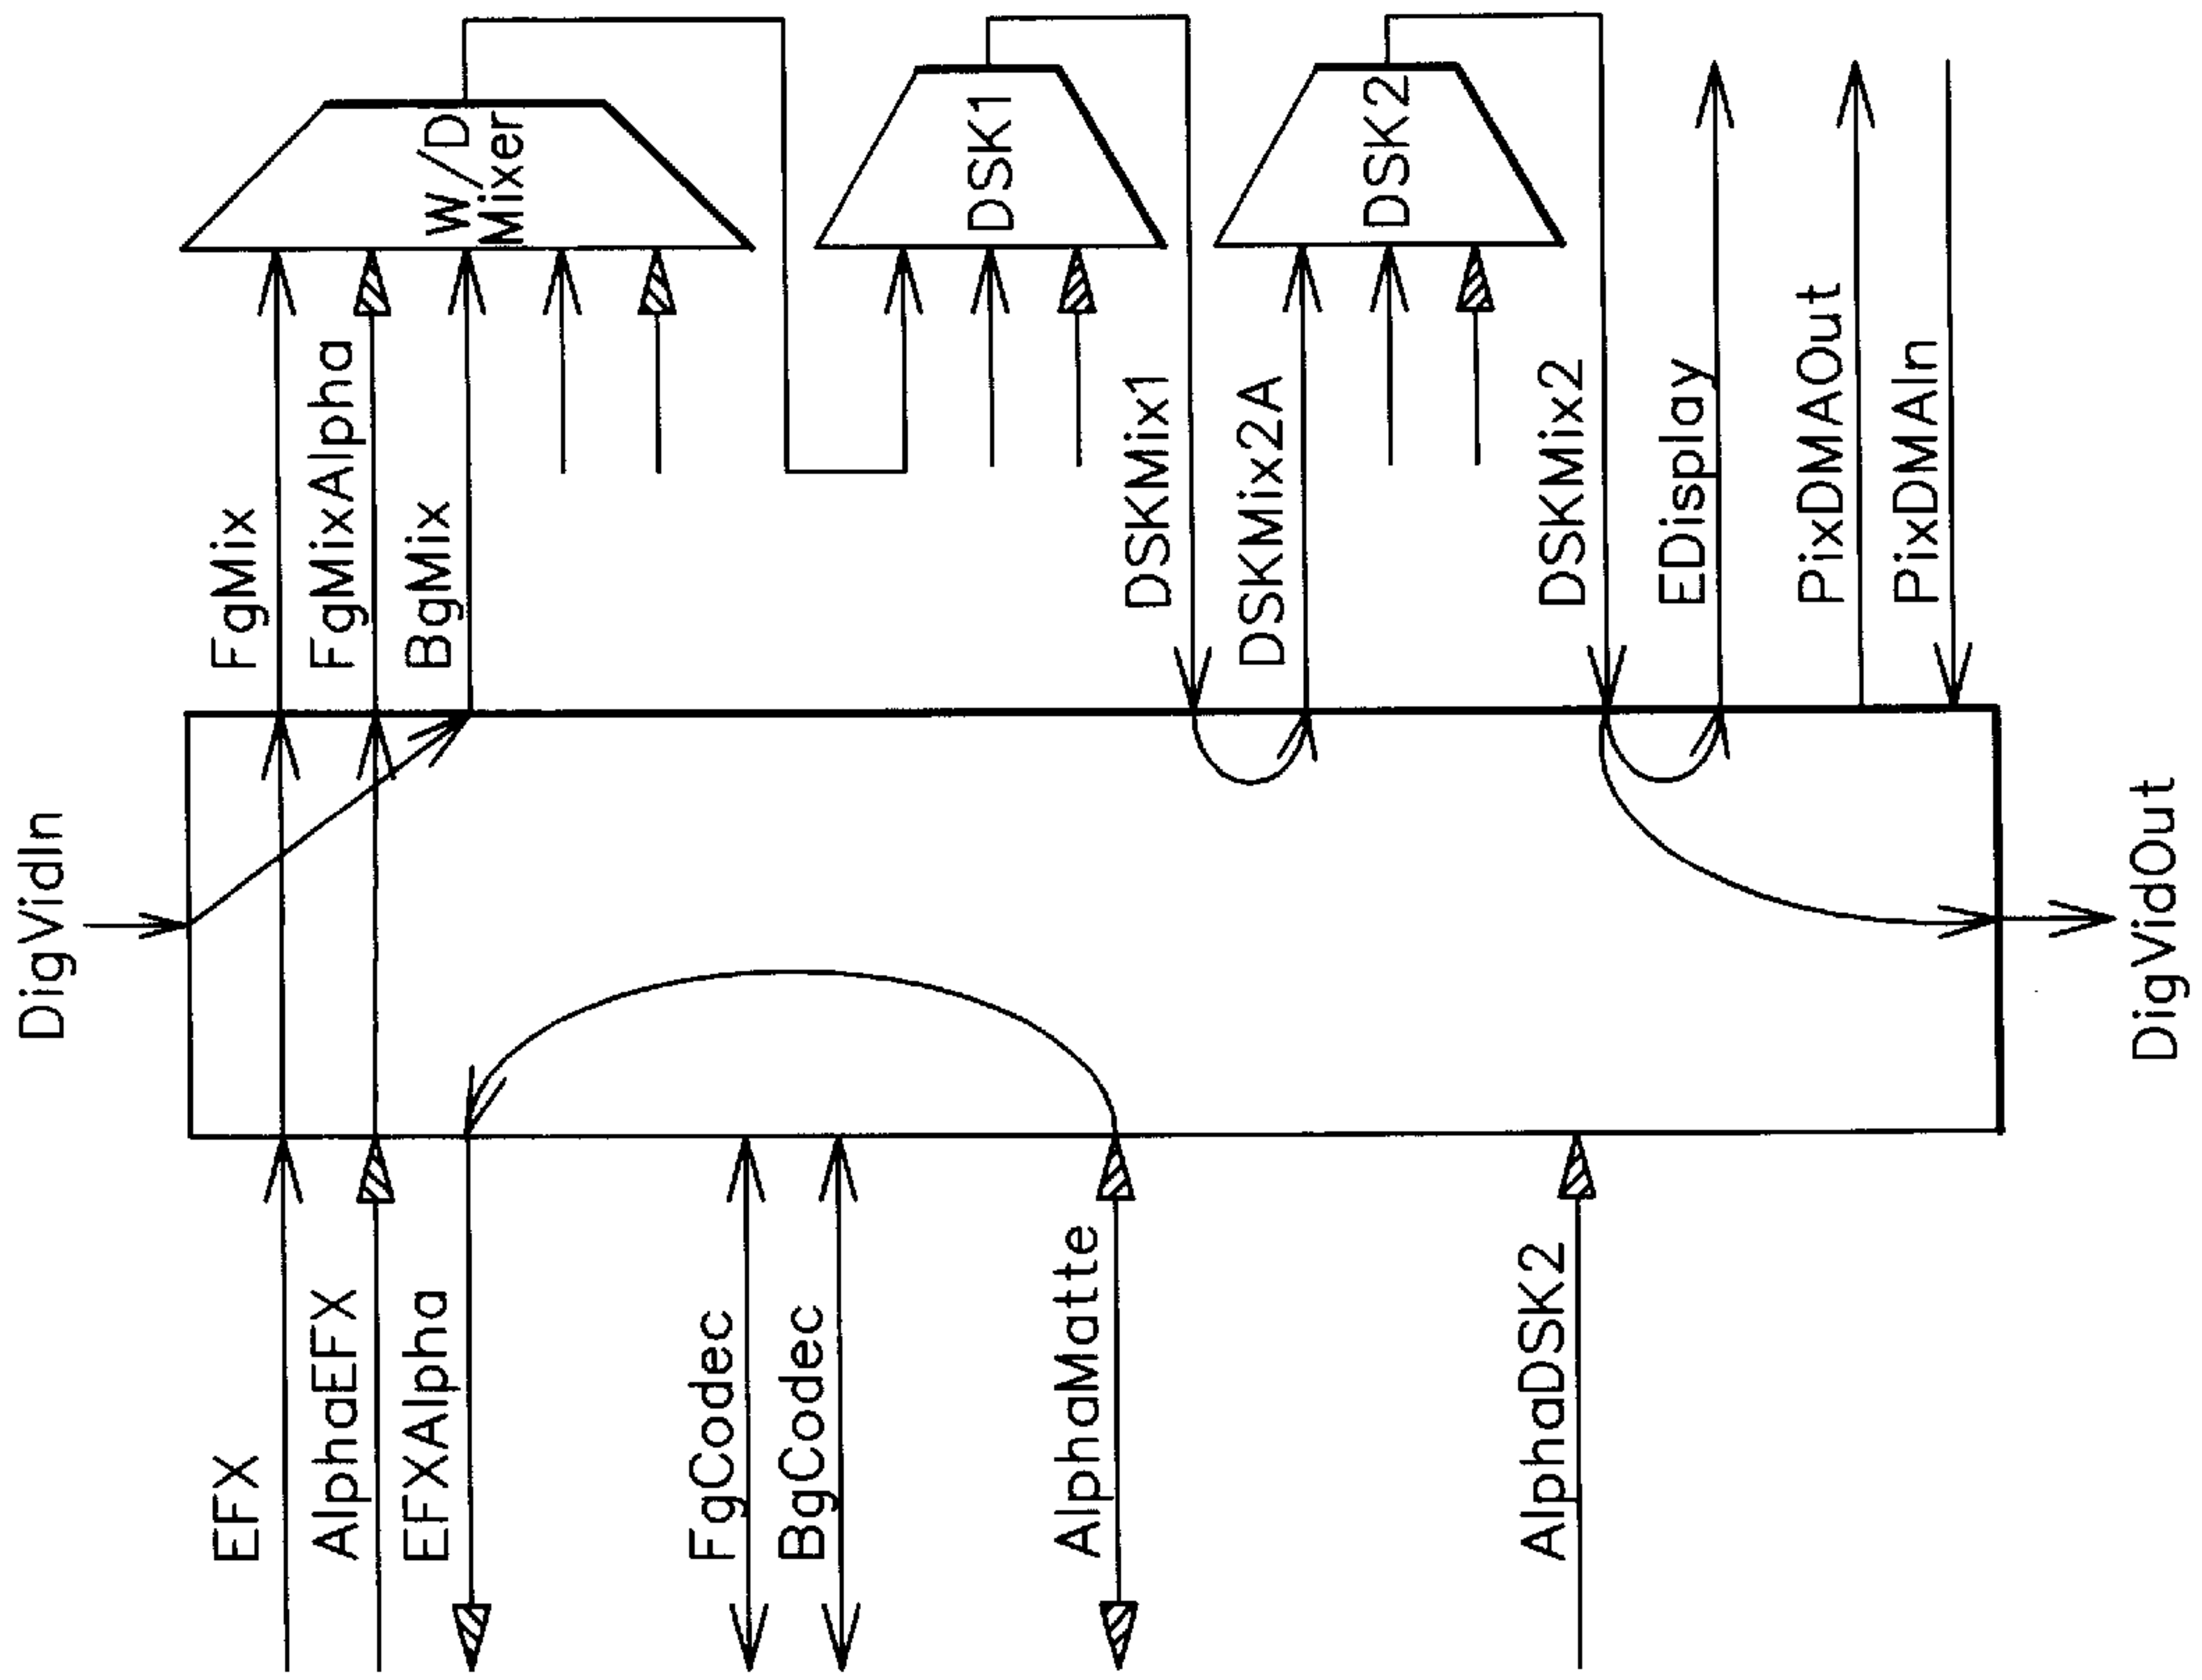 DigVidIn
EFX
AlphaEFX
EFXAlpha
FgCodec
BgCodec
AlphaMatte
AlphaDSK2
FgMix
FgMixAlpha
BgMix
W/D
Mixer
DSK1
DSKMix1
DSKMix2A
DSK2
DSKMix2
EDisplay
PixDMAOut
PixDMAIn
DigVidOut